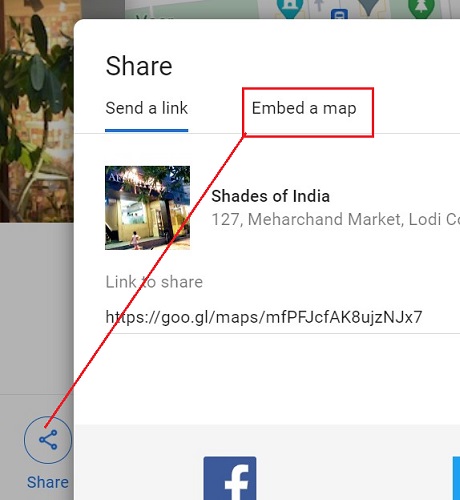 Share
Send a link
Embed a map
Shades of India
127, Meharchand Market, Lodi
Link to share
https://goo.gl/maps/mfPFJcfAK8ujzNJx7
Share